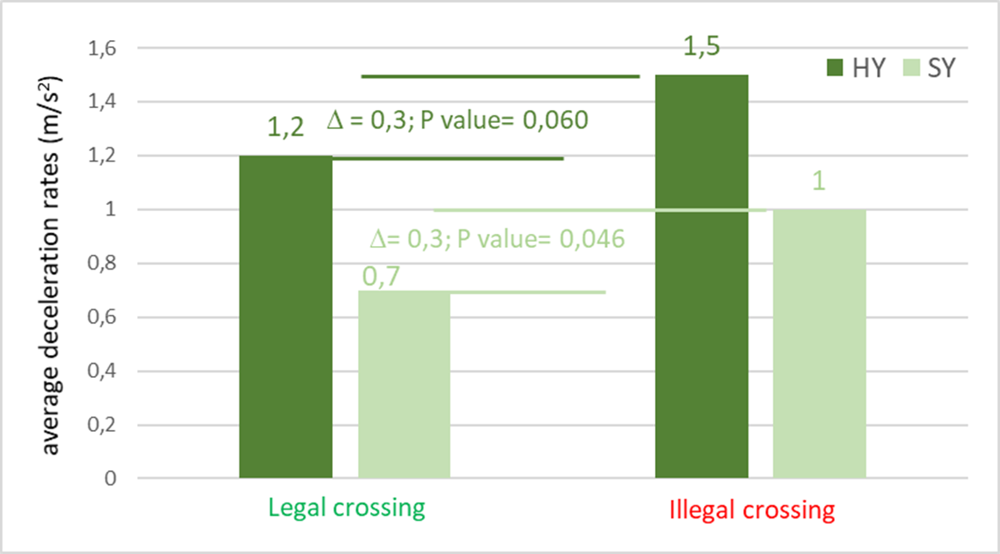 average deceleration rates (m/s²)
1,6
1,4
1,2
1
0,8
0,6
0,4
0,2
0
HY SY
1,5
1,2
Δ = 0,3; P value= 0,060
1
Δ= 0,3; P value= 0,046
0,7
Legal crossing
Illegal crossing